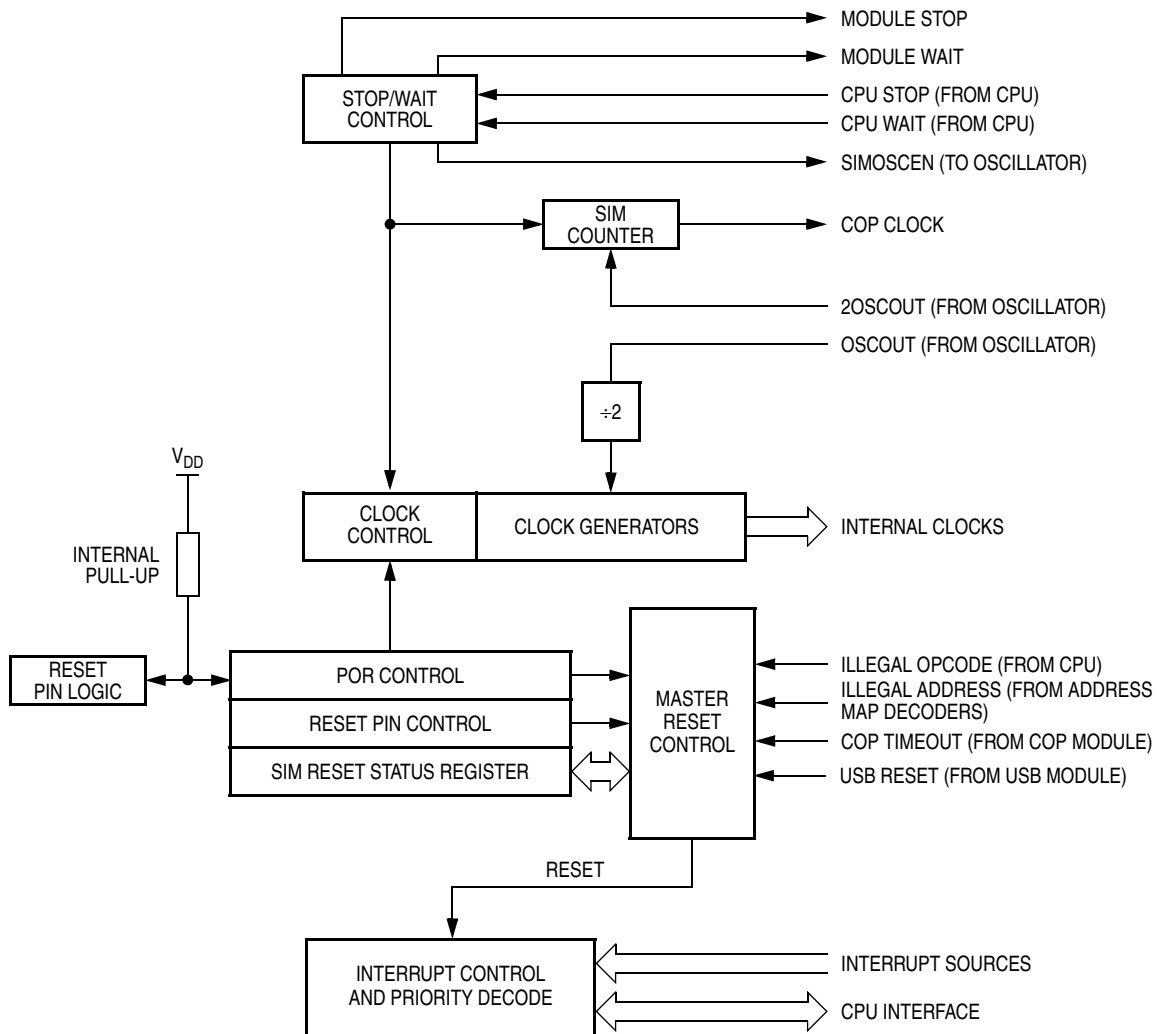 MODULE STOP
MODULE WAIT
STOP/WAIT
CONTROL
CPU STOP (FROM CPU)
CPU WAIT (FROM CPU)
SIMOSCEN (TO OSCILLATOR)
SIM
COUNTER
COP CLOCK
2OSCOUT (FROM OSCILLATOR)
OSCOUT (FROM OSCILLATOR)
÷2
VDD
INTERNAL
PULL-UP
CLOCK
CONTROL
CLOCK GENERATORS
INTERNAL CLOCKS
RESET
PIN LOGIC
POR CONTROL
RESET PIN CONTROL
SIM RESET STATUS REGISTER
MASTER
RESET
CONTROL
ILLEGAL OPCODE (FROM CPU)
ILLEGAL ADDRESS (FROM ADDRESS
MAP DECODERS)
COP TIMEOUT (FROM COP MODULE)
USB RESET (FROM USB MODULE)
RESET
INTERRUPT CONTROL
AND PRIORITY DECODE
INTERRUPT SOURCES
CPU INTERFACE